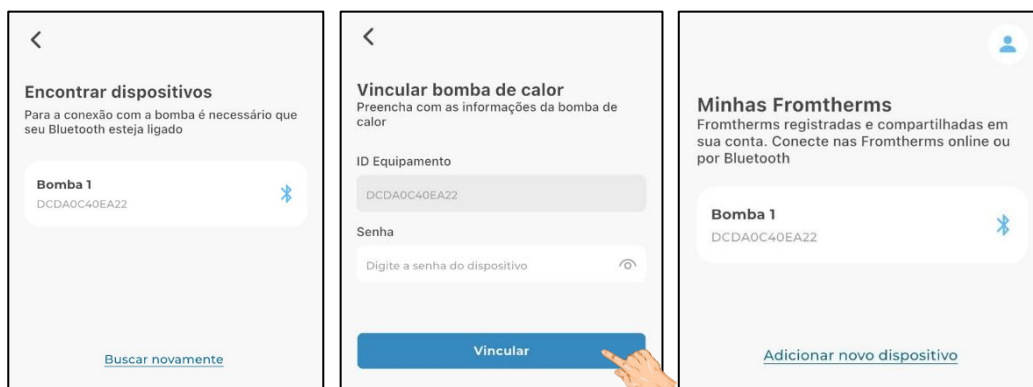 Encontrar dispositivos
Para a conexão com a bomba é necessário que
seu Bluetooth esteja ligado
Bomba 1
DCDA0C40EA22
Buscar novamente
Vincular bomba de calor
Preencha com as informações da bomba de
calor
ID Equipamento
DCDA0C40EA22
Senha
Digite a senha do dispositivo
Vincular
Minhas Fromtherms
Fromtherms registradas e compartilhadas em
sua conta. Conecte nas Fromtherms online ou
por Bluetooth
Bomba 1
DCDA0C40EA22
Adicionar novo dispositivo